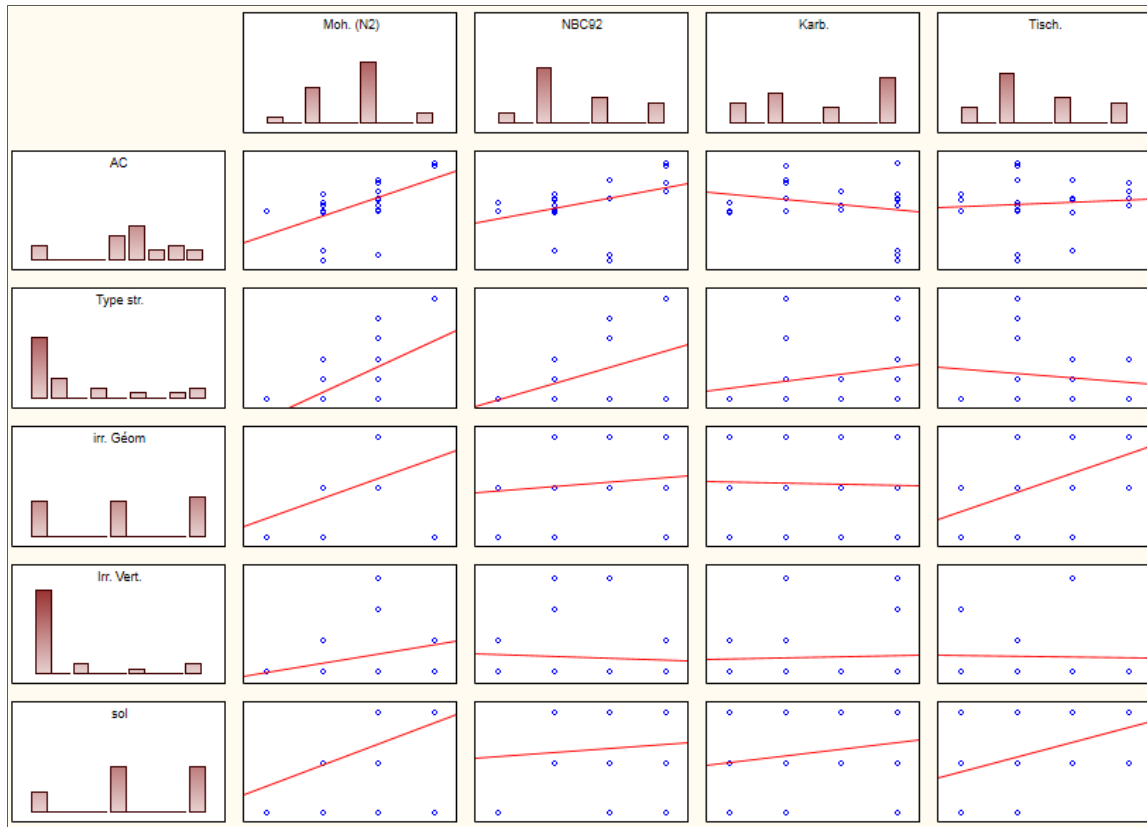 Moh. (N2)
NBC92
Karb.
Tisch.
AC
Type str.
irr. Géom
Irr. Vert.
sol